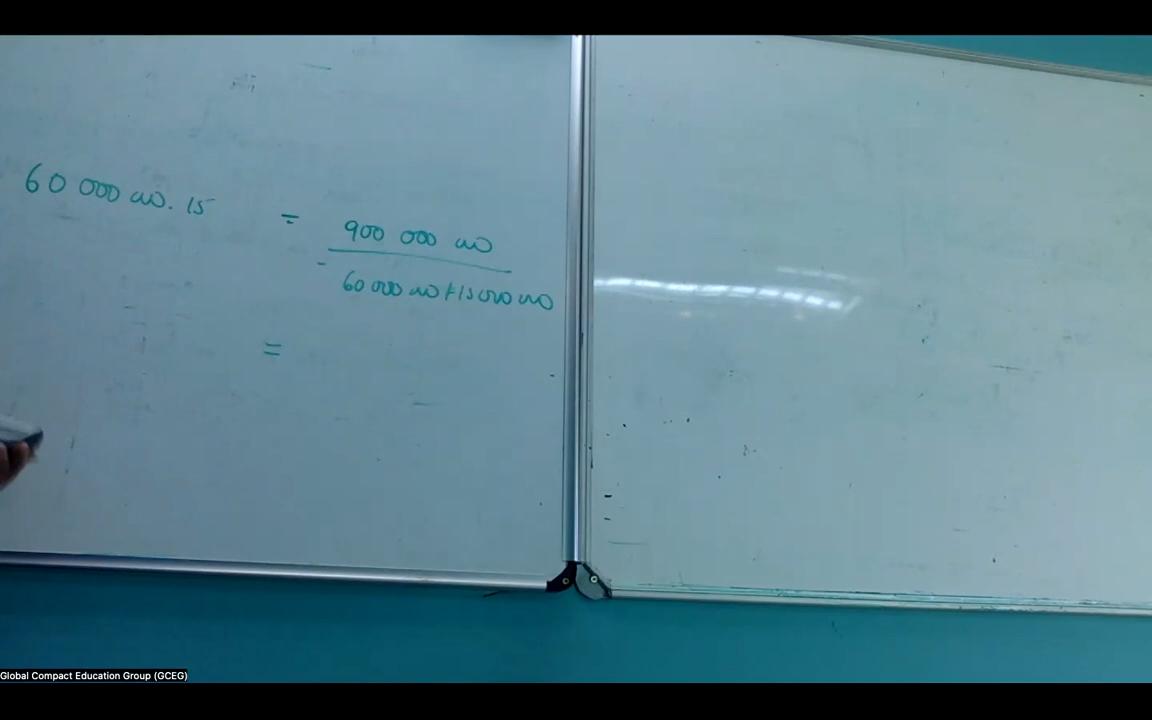 60 000 000. 15 =
900 000 000
60 000 000 + 15 000 000
=
Global Compact Education Group (GCEG)